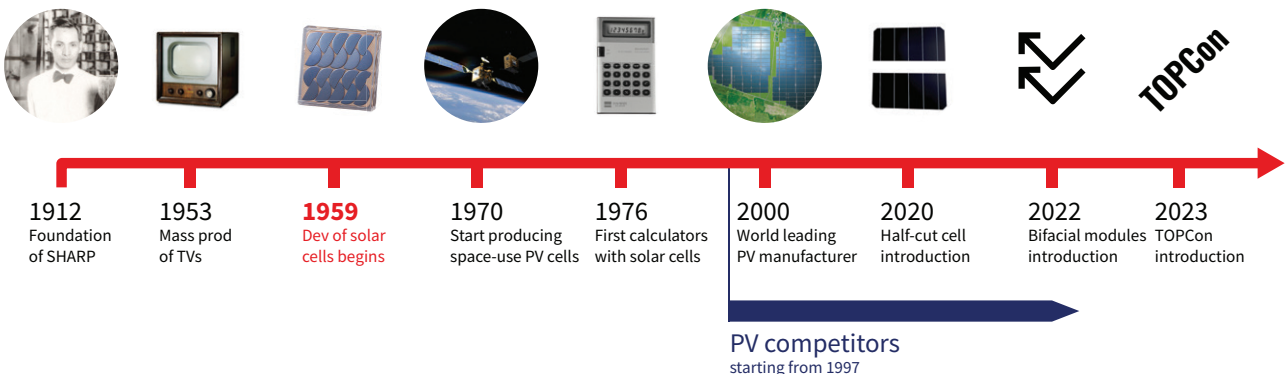 TOPCon
1912
Foundation
of SHARP
1953
Mass prod
of TVs
1959
Dev of solar
cells begins
1970
Start producing
space-use PV cells
1976
First calculators
with solar cells
2000
World leading
PV manufacturer
2020
Half-cut cell
introduction
2022
Bifacial modules
introduction
2023
TOPCon
introduction
PV competitors
starting from 1997